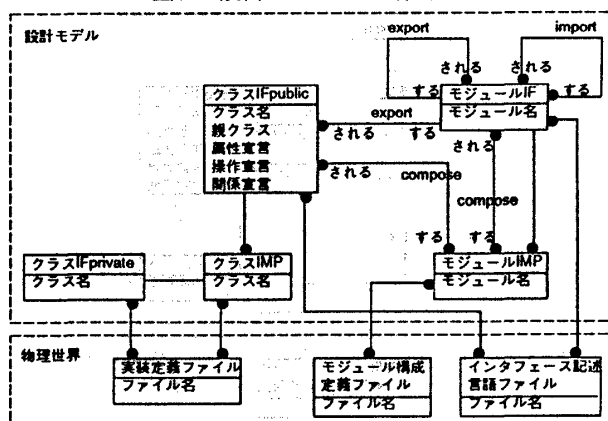 設計モデル
export
import
される
される
する
する
クラスIFpublic
クラス名
親クラス
属性宣言
操作宣言
関係宣言
モジュールIF
モジュール名
export
される
する
される
される
compose
compose
する
する
クラスIFprivate
クラス名
クラスIMP
クラス名
モジュールIMP
モジュール名
物理世界
実装定義ファイル
ファイル名
モジュール構成
定義ファイル
ファイル名
インタフェース記述
言語ファイル
ファイル名